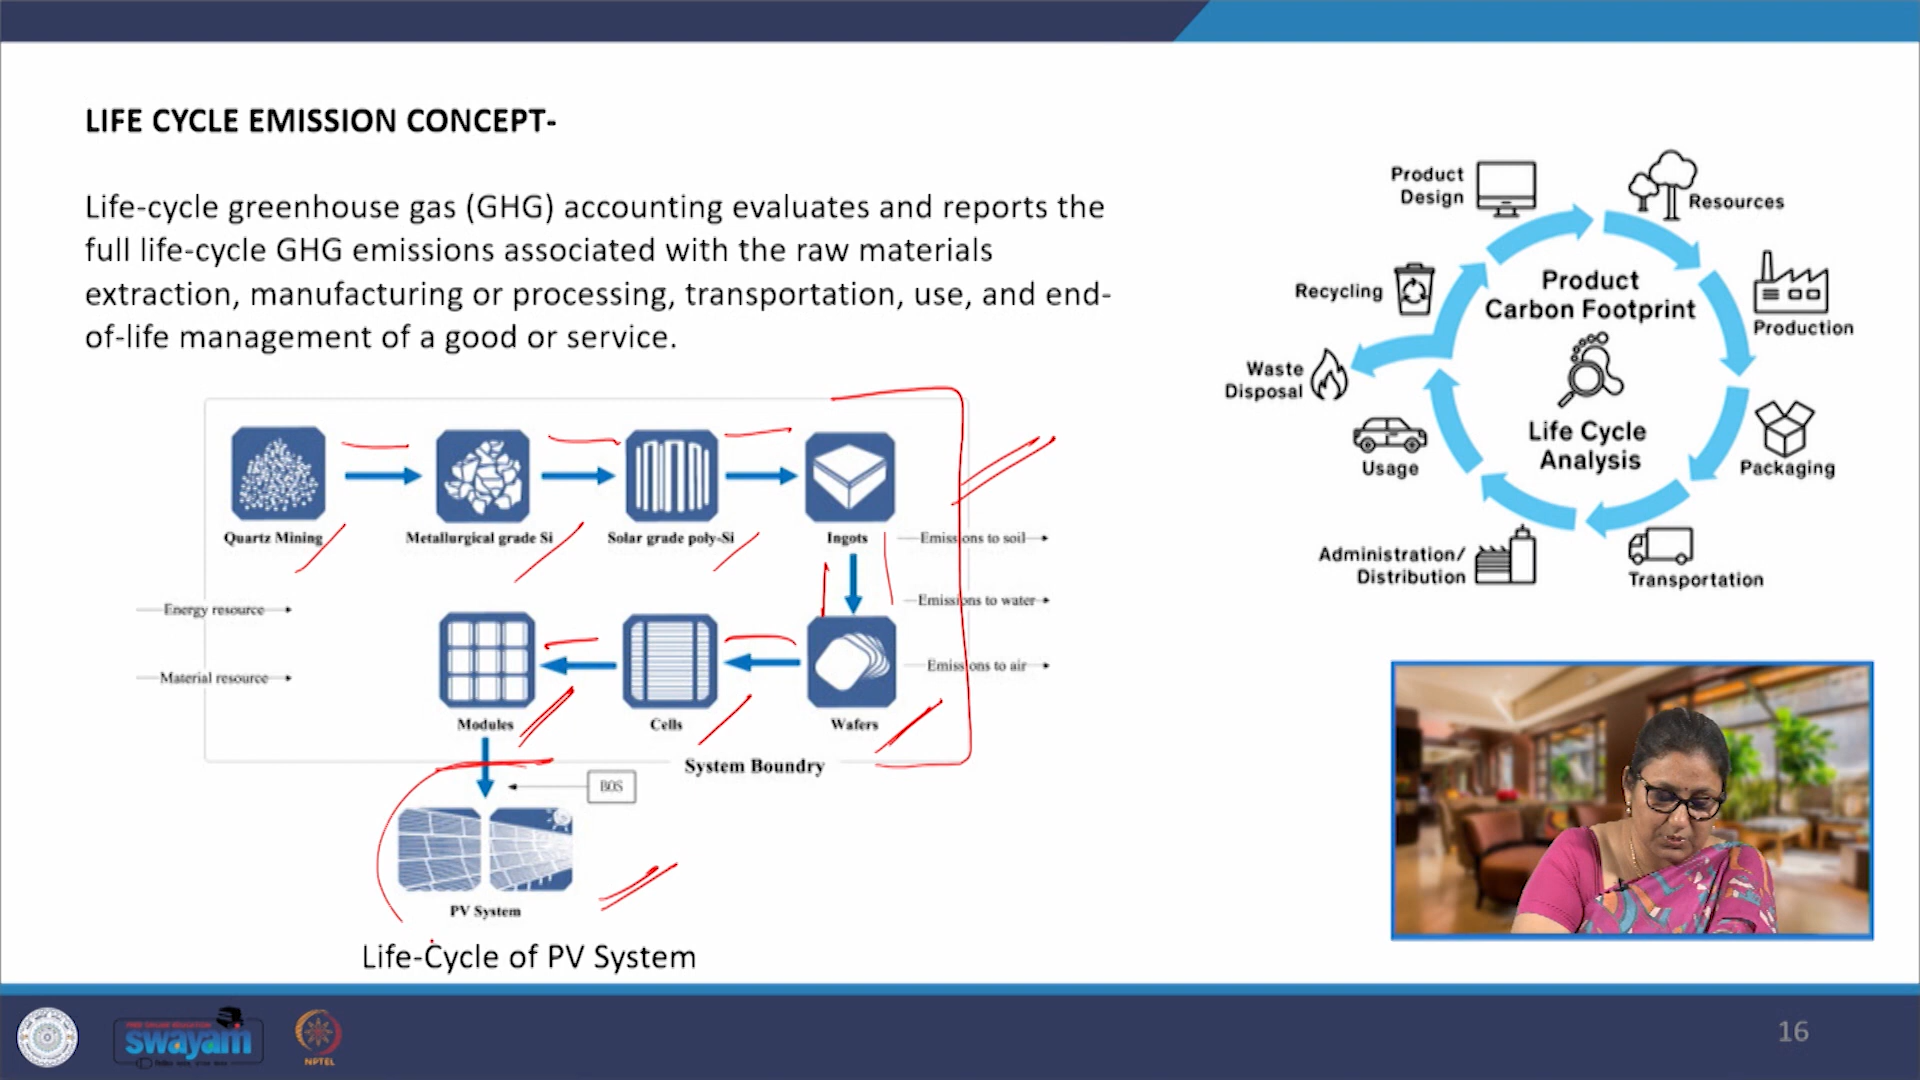 LIFE CYCLE EMISSION CONCEPT-
Life-cycle greenhouse gas (GHG) accounting evaluates and reports the
full life-cycle GHG emissions associated with the raw materials
extraction, manufacturing or processing, transportation, use, and end-
of-life management of a good or service.
Quartz Mining
Metallurgical grade Si
Solar grade poly-Si
Ingots
Emissions to soil
Energy resource
Emissions to water
Material resource
Emissions to air
Modules
Cells
Wafers
System Boundry
BOS
PV System
Life-Cycle of PV System
Product
Design
Resources
Recycling
Product
Carbon Footprint
Production
Waste
Disposal
Life Cycle
Analysis
Usage
Packaging
Administration/
Distribution
Transportation
swayam
NPTEL
16